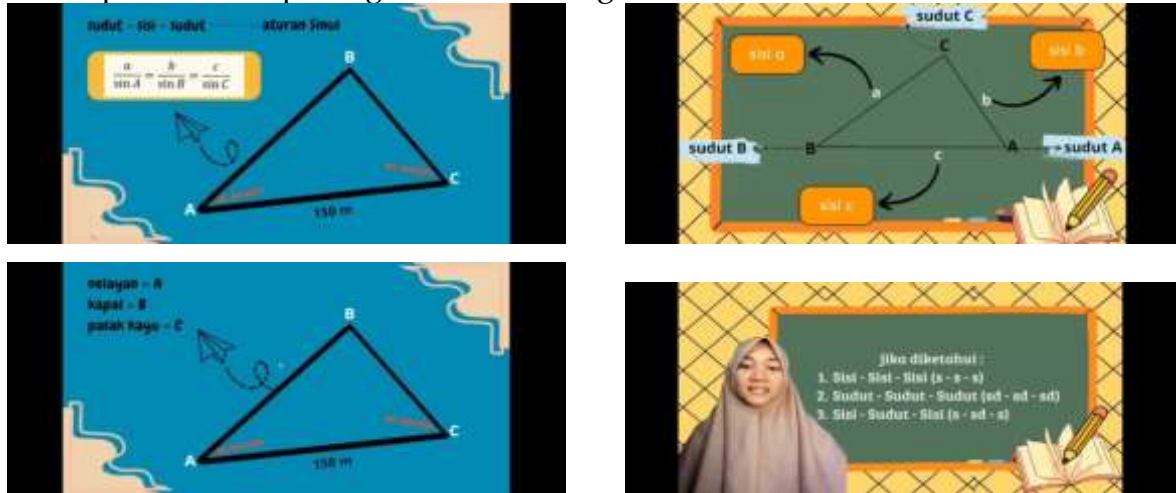 sudut - sisi - sudut
aturan Sinus
a/sin A = b/sin B = c/sin C
B
A
C
150 m
sudut C
sisi a
C
sisi b
a
b
sudut B
B
A
sudut A
c
sisi c
nelayan = A
kapal = B
patok kayu = C
B
A
C
150 m
jika diketahui :
1. Sisi - Sisi - Sisi (s - s - s)
2. Sudut - Sudut - Sudut (sd - sd - sd)
3. Sisi - Sudut - Sisi (s - sd - s)